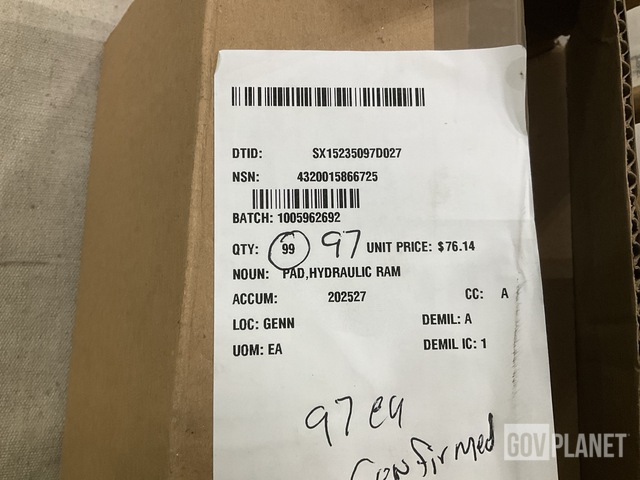 DTID: SX15235097D027
NSN: 4320015866725
BATCH: 1005962692
QTY: 99 97 UNIT PRICE: $76.14
NOUN: PAD,HYDRAULIC RAM
ACCUM: 202527 CC: A
LOC: GENN DEMIL: A
UOM: EA DEMIL IC: 1
97 ea
Confirmed
GOVPLANET